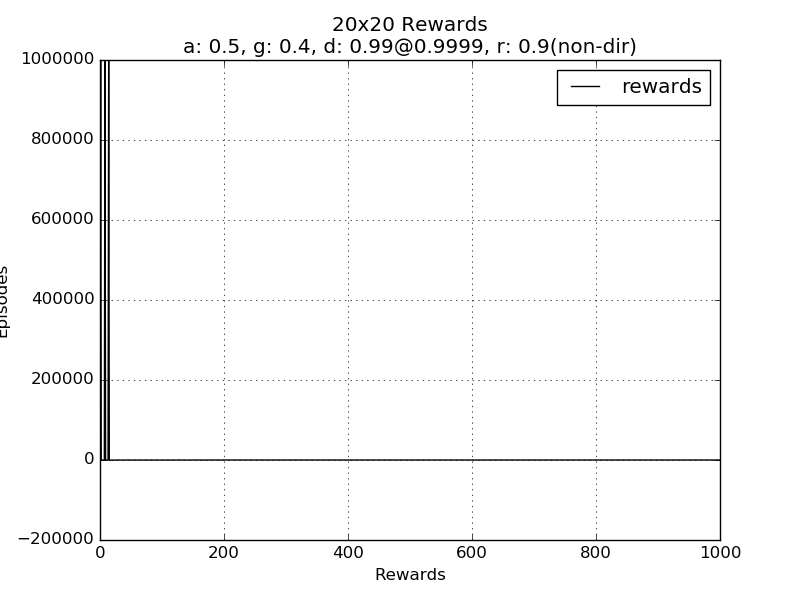 20x20 Rewards
a: 0.5, g: 0.4, d: 0.99@0.9999, r: 0.9(non-dir)
1000000
rewards
800000
600000
400000
Episodes
200000
0
−200000
0 200 400 600 800 1000
Rewards